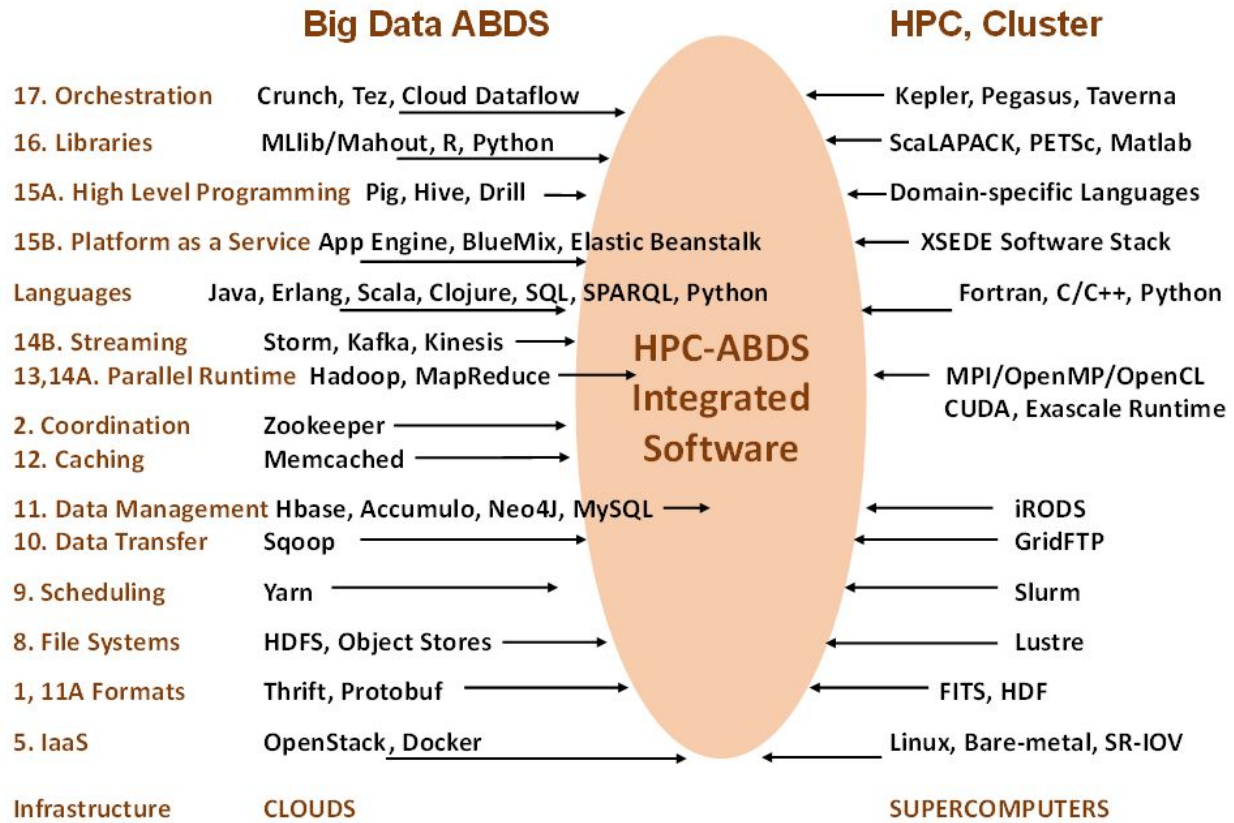 Big Data ABDS HPC, Cluster
17. Orchestration Crunch, Tez, Cloud Dataflow Kepler, Pegasus, Taverna
16. Libraries MLlib/Mahout, R, Python ScaLAPACK, PETSc, Matlab
15A. High Level Programming Pig, Hive, Drill Domain-specific Languages
15B. Platform as a Service App Engine, BlueMix, Elastic Beanstalk XSEDE Software Stack
Languages Java, Erlang, Scala, Clojure, SQL, SPARQL, Python Fortran, C/C++, Python
14B. Streaming Storm, Kafka, Kinesis
13,14A. Parallel Runtime Hadoop, MapReduce MPI/OpenMP/OpenCL
CUDA, Exascale Runtime
HPC-ABDS
Integrated
Software
2. Coordination Zookeeper
12. Caching Memcached
11. Data Management Hbase, Accumulo, Neo4J, MySQL iRODS
10. Data Transfer Sqoop GridFTP
9. Scheduling Yarn Slurm
8. File Systems HDFS, Object Stores Lustre
1, 11A Formats Thrift, Protobuf FITS, HDF
5. IaaS OpenStack, Docker Linux, Bare-metal, SR-IOV
Infrastructure CLOUDS SUPERCOMPUTERS